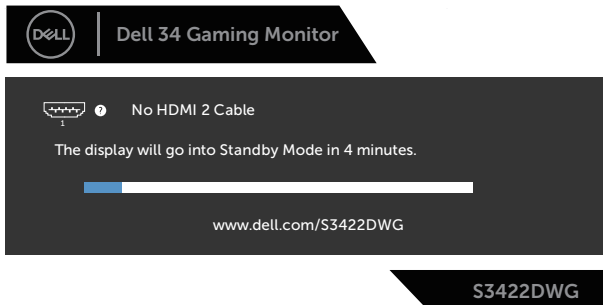 DELL
Dell 34 Gaming Monitor
No HDMI 2 Cable
?
1
The display will go into Standby Mode in 4 minutes.
www.dell.com/S3422DWG
S3422DWG